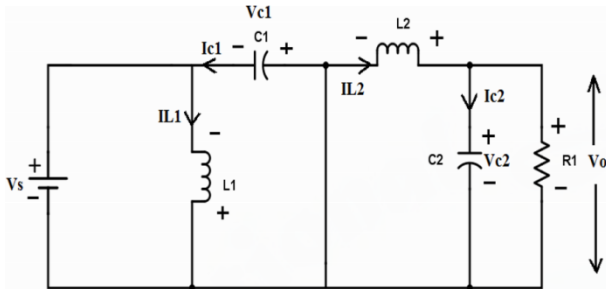 Vc1
Ic1 − C1 + − L2 +
IL2
IL1 −
Ic2
+ Vs −
L1
+
+
C2 Vc2
−
+
R1
−
+
Vo
−